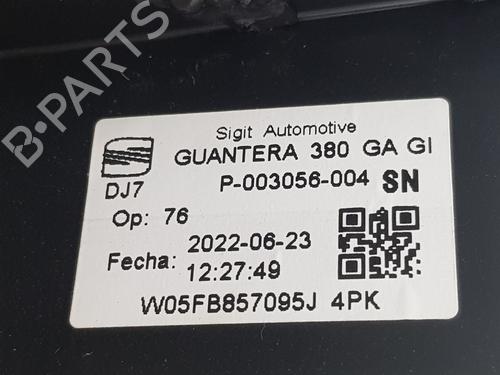 B-PARTS
Sigit Automotive
GUANTERA 380 GA GI
DJ7 P-003056-004 SN
Op: 76
Fecha: 2022-06-23
12:27:49
W05FB857095J 4PK